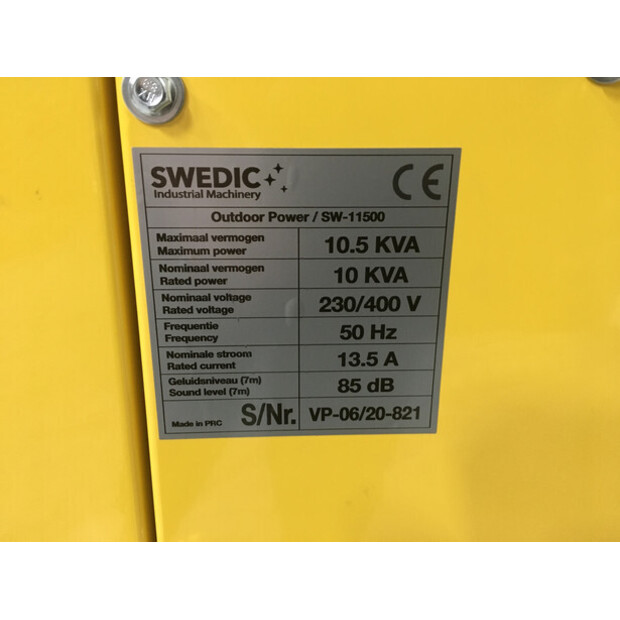 SWEDIC
Industrial Machinery
CE
Outdoor Power / SW-11500
Maximaal vermogen
Maximum power
10.5 KVA
Nominaal vermogen
Rated power
10 KVA
Nominaal voltage
Rated voltage
230/400 V
Frequentie
Frequency
50 Hz
Nominale stroom
Rated current
13.5 A
Geluidsniveau (7m)
Sound level (7m)
85 dB
Made in PRC
S/Nr.
VP-06/20-821